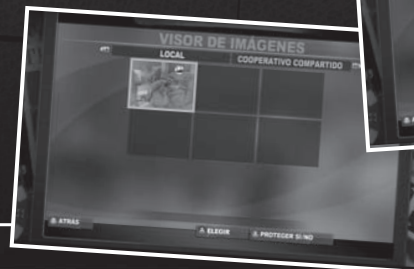 VISOR DE IMÁGENES
LOCAL COOPERATIVO COMPARTIDO
ATRÁS A ELEGIR PROTEGER SÍ/NO